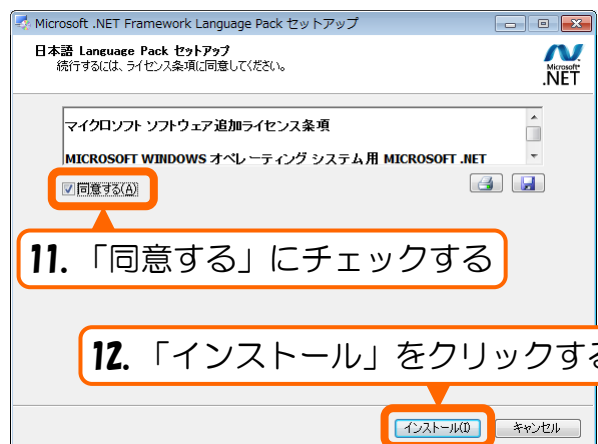 Microsoft .NET Framework Language Pack セットアップ
日本語 Language Pack セットアップ
続行するには、ライセンス条項に同意してください。
Microsoft
.NET
マイクロソフト ソフトウェア追加ライセンス条項
MICROSOFT WINDOWS オペレーティング システム用 MICROSOFT .NET
同意する(A)
11. 「同意する」にチェックする
12. 「インストール」をクリックする
インストール(I)
キャンセル